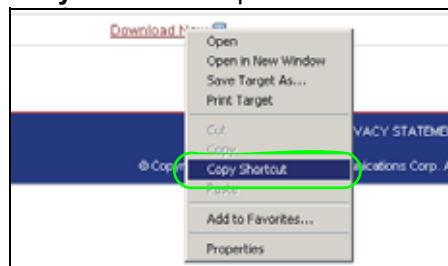 Download
Open
Open in New Window
Save Target As...
Print Target
Cut
VACY STATEME
Copy
© Cop
Copy Shortcut
ications Corp. A
Paste
Add to Favorites...
Properties